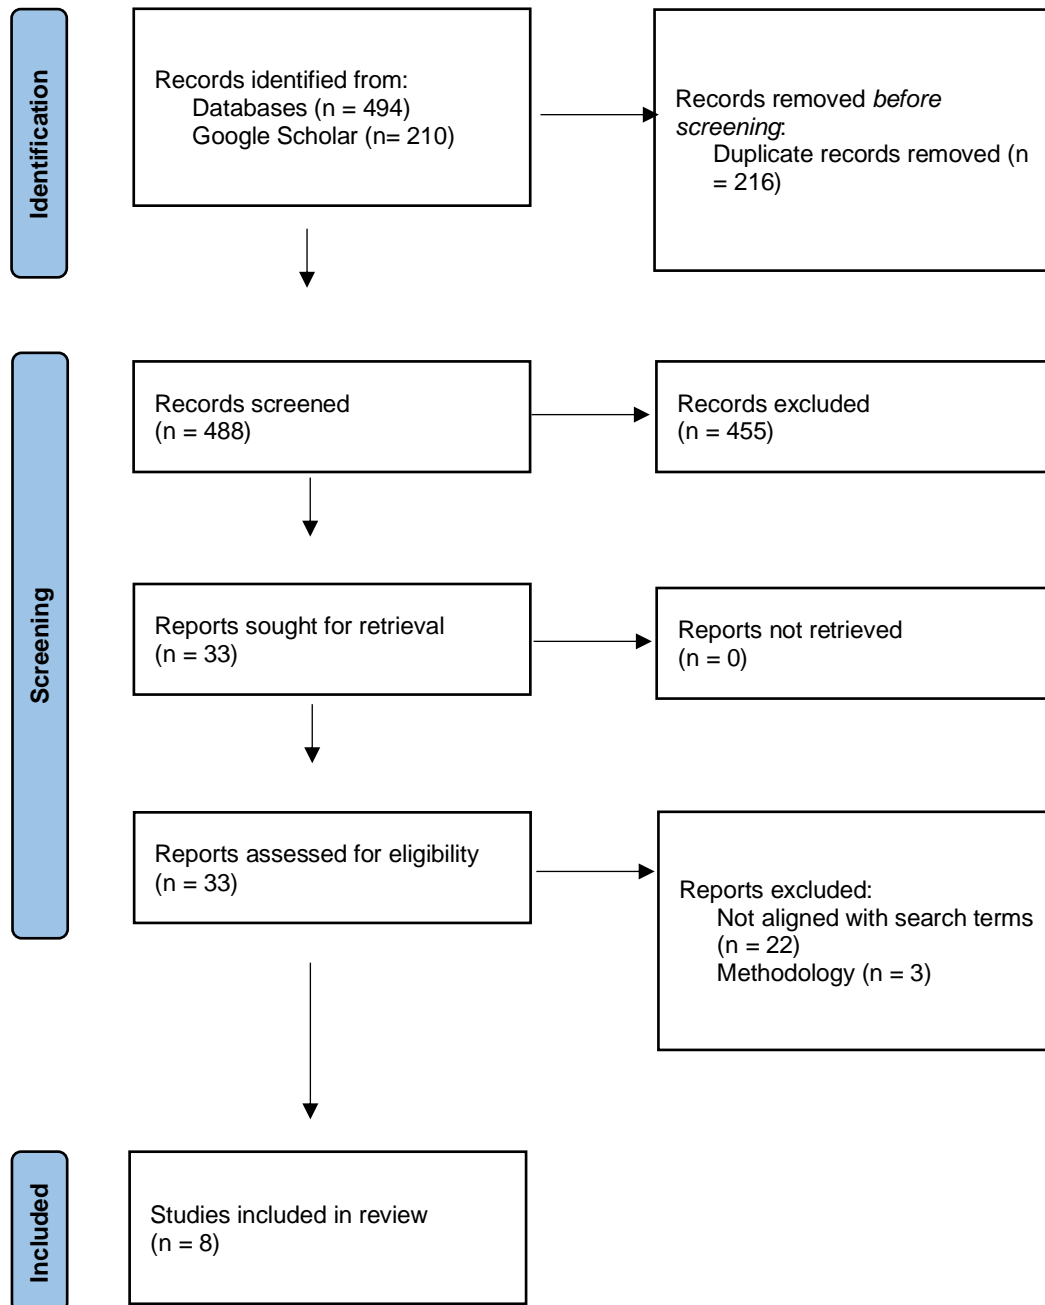 Identification
Records identified from:
Databases (n = 494)
Google Scholar (n= 210)
Records removed before
screening:
Duplicate records removed (n
= 216)
Screening
Records screened
(n = 488)
Records excluded
(n = 455)
Reports sought for retrieval
(n = 33)
Reports not retrieved
(n = 0)
Reports assessed for eligibility
(n = 33)
Reports excluded:
Not aligned with search terms
(n = 22)
Methodology (n = 3)
Included
Studies included in review
(n = 8)